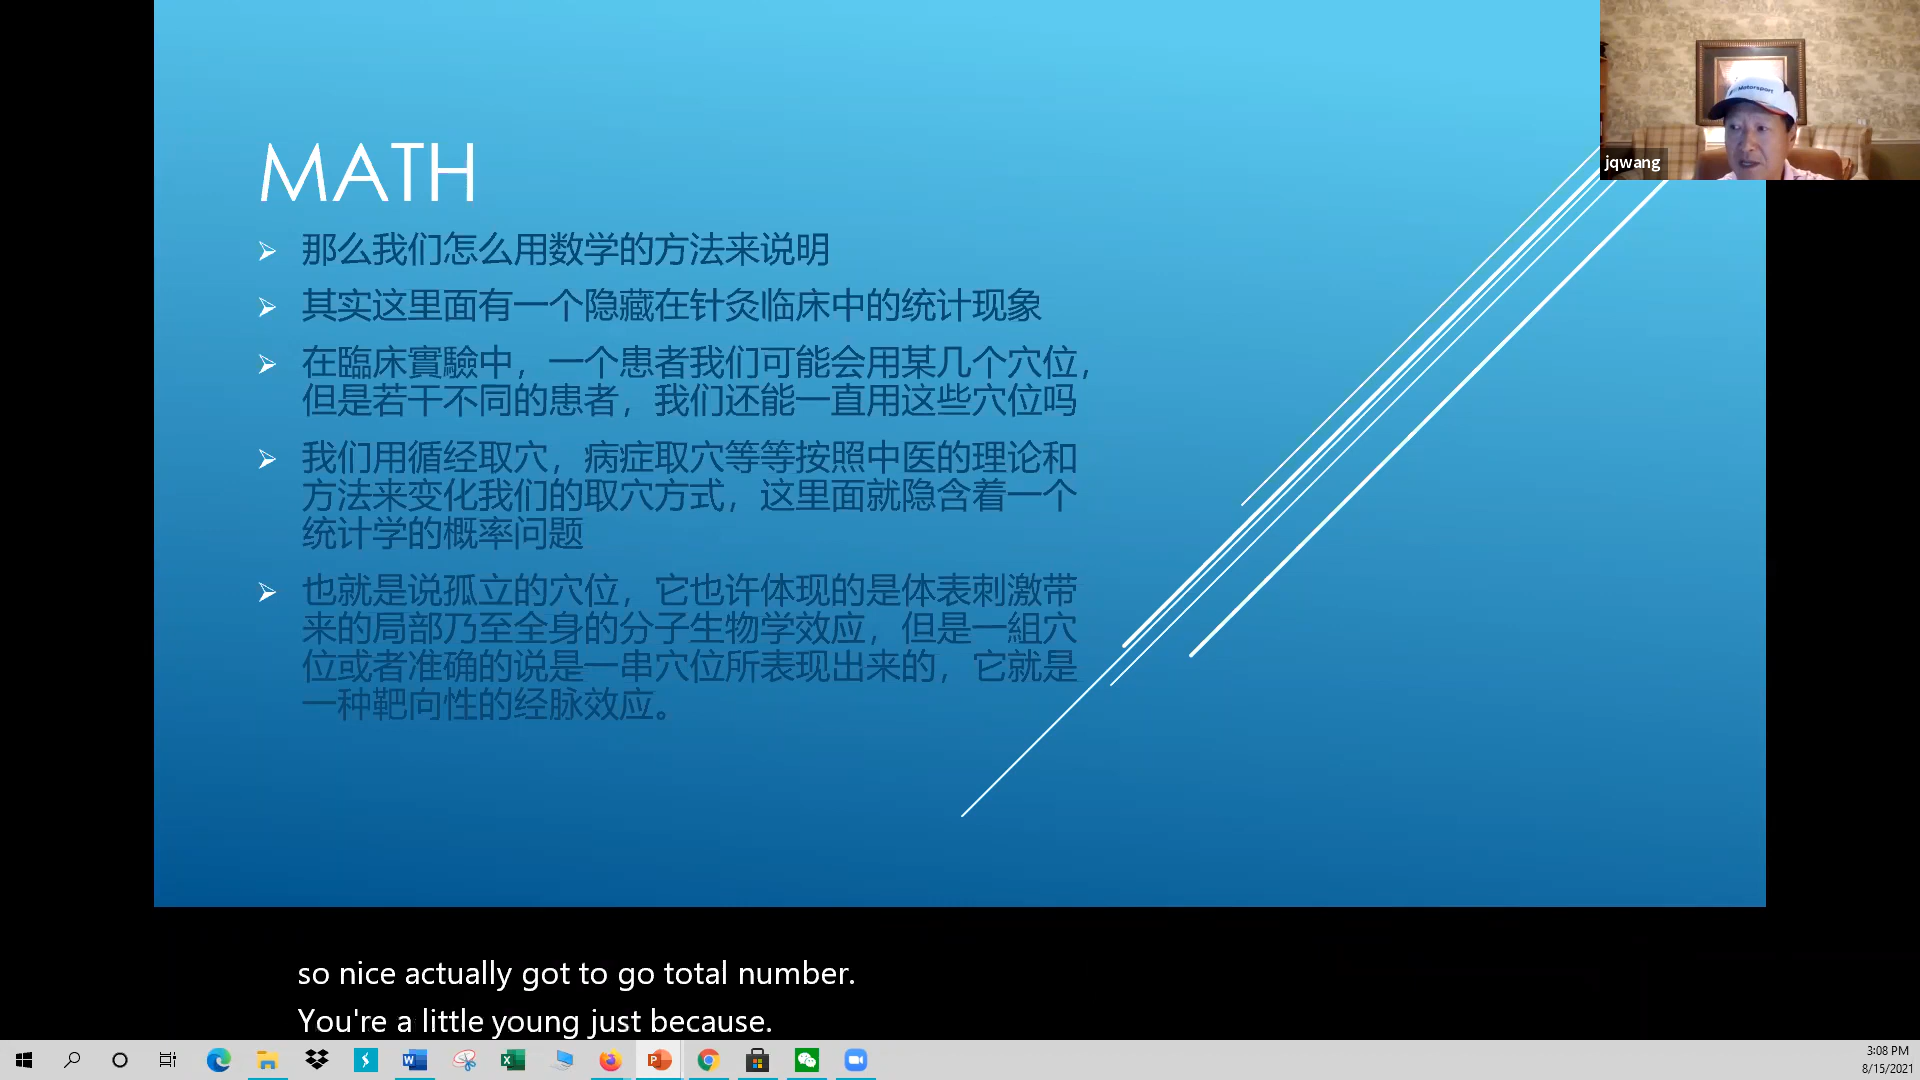 MATH
那么我们怎么用数学的方法来说明
其实这里面有一个隐藏在针灸临床中的统计现象
在臨床實驗中，一个患者我们可能会用某几个穴位，
但是若干不同的患者，我们还能一直用这些穴位吗
我们用循经取穴，病症取穴等等按照中医的理论和
方法来变化我们的取穴方式，这里面就隐含着一个
统计学的概率问题
也就是说孤立的穴位，它也许体现的是体表刺激带
来的局部乃至全身的分子生物学效应，但是一組穴
位或者准确的说是一串穴位所表现出来的，它就是
一种靶向性的经脉效应。
Motorsport
jqwang
so nice actually got to go total number.
You're a little young just because.
3:08 PM
8/15/2021